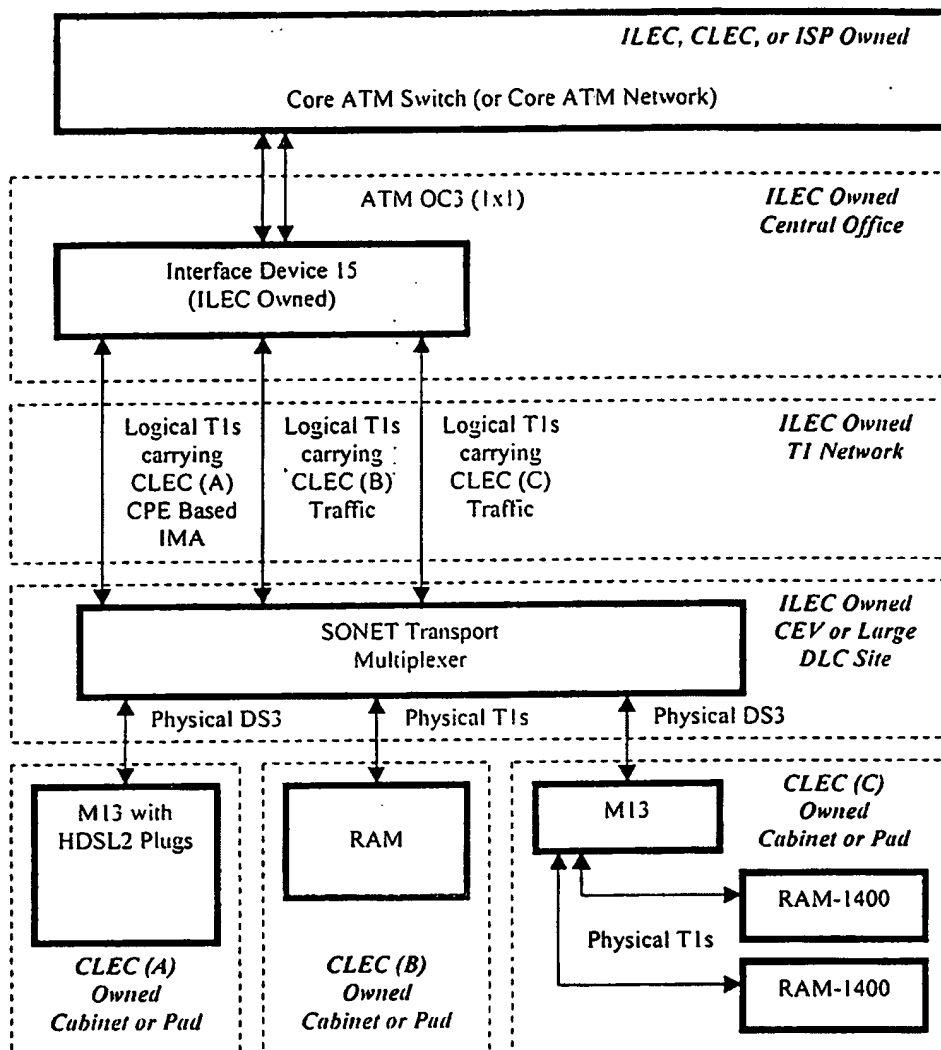 ILEC, CLEC, or ISP Owned
Core ATM Switch (or Core ATM Network)
ATM OC3 (1x1)
ILEC Owned
Central Office
Interface Device 15
(ILEC Owned)
Logical T1s
carrying
CLEC (A)
CPE Based
IMA
Logical T1s
carrying
CLEC (B)
Traffic
Logical T1s
carrying
CLEC (C)
Traffic
ILEC Owned
T1 Network
SONET Transport
Multiplexer
ILEC Owned
CEV or Large
DLC Site
Physical DS3
Physical T1s
Physical DS3
M13 with
HDSL2 Plugs
CLEC (A)
Owned
Cabinet or Pad
RAM
CLEC (B)
Owned
Cabinet or Pad
M13
CLEC (C)
Owned
Cabinet or Pad
RAM-1400
Physical T1s
RAM-1400